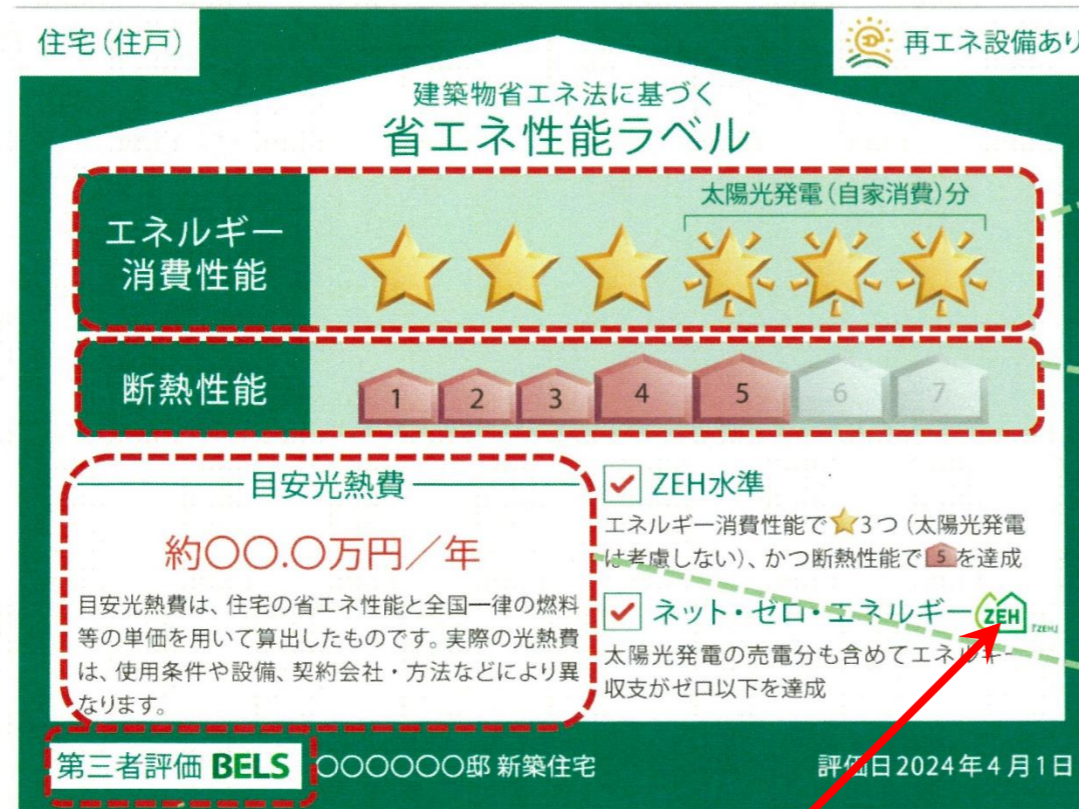 住宅（住戸）
再エネ設備あり
建築物省エネ法に基づく
省エネ性能ラベル
太陽光発電（自家消費）分
エネルギー
消費性能
断熱性能
1 2 3 4 5 6 7
目安光熱費
約〇〇.〇万円／年
目安光熱費は、住宅の省エネ性能と全国一律の燃料
等の単価を用いて算出したものです。実際の光熱費
は、使用条件や設備、契約会社・方法などにより異
なります。
ZEH水準
エネルギー消費性能で3つ（太陽光発電
は考慮しない）、かつ断熱性能で5を達成
ネット・ゼロ・エネルギー ZEH
太陽光発電の売電分も含めてエネルギー
収支がゼロ以下を達成
第三者評価 BELS 〇〇〇〇〇〇邸 新築住宅
評価日2024年4月1日